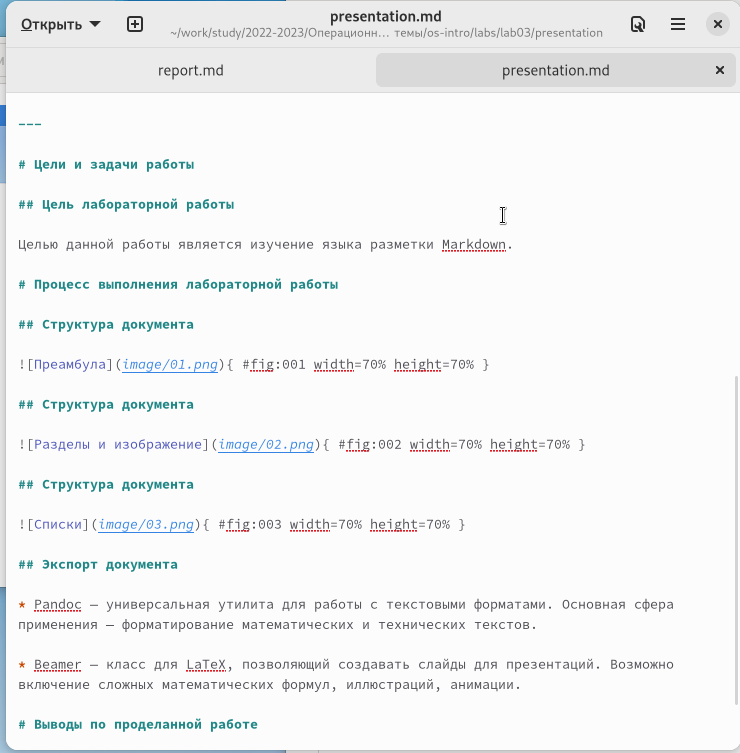 Открыть
presentation.md
~/work/study/2022-2023/Операционн… темы/os-intro/labs/lab03/presentation
report.md
presentation.md
---
# Цели и задачи работы
## Цель лабораторной работы
Целью данной работы является изучение языка разметки Markdown.
# Процесс выполнения лабораторной работы
## Структура документа
![Преамбула](image/01.png){ #fig:001 width=70% height=70% }
## Структура документа
![Разделы и изображение](image/02.png){ #fig:002 width=70% height=70% }
## Структура документа
![Списки](image/03.png){ #fig:003 width=70% height=70% }
## Экспорт документа
* Pandoc — универсальная утилита для работы с текстовыми форматами. Основная сфера
применения — форматирование математических и технических текстов.
* Beamer — класс для LaTeX, позволяющий создавать слайды для презентаций. Возможно
включение сложных математических формул, иллюстраций, анимации.
# Выводы по проделанной работе